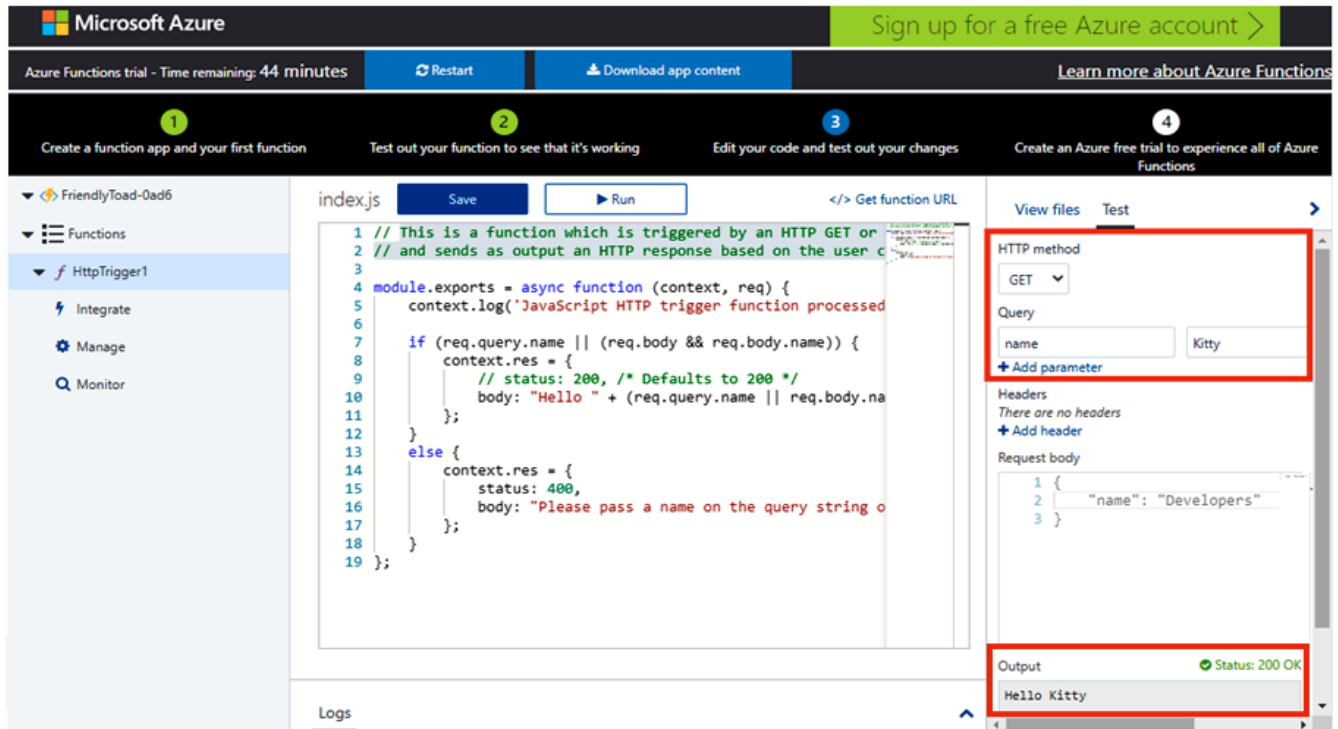 Microsoft Azure
Sign up for a free Azure account >
Azure Functions trial - Time remaining: 44 minutes
Restart
Download app content
Learn more about Azure Functions
1
Create a function app and your first function
2
Test out your function to see that it's working
3
Edit your code and test out your changes
4
Create an Azure free trial to experience all of Azure
Functions
FriendlyToad-0ad6
Functions
f HttpTrigger1
Integrate
Manage
Monitor
index.js
Save
Run
</> Get function URL
1 // This is a function which is triggered by an HTTP GET or
2 // and sends as output an HTTP response based on the user c
3
4 module.exports = async function (context, req) {
5 context.log('JavaScript HTTP trigger function processed
6
7 if (req.query.name || (req.body && req.body.name)) {
8 context.res = {
9 // status: 200, /* Defaults to 200 */
10 body: "Hello " + (req.query.name || req.body.na
11 };
12 }
13 else {
14 context.res = {
15 status: 400,
16 body: "Please pass a name on the query string o
17 };
18 }
19 };
Logs
View files
Test
HTTP method
GET
Query
name
Kitty
+ Add parameter
Headers
There are no headers
+ Add header
Request body
1 {
2 "name": "Developers"
3 }
Output
Status: 200 OK
Hello Kitty